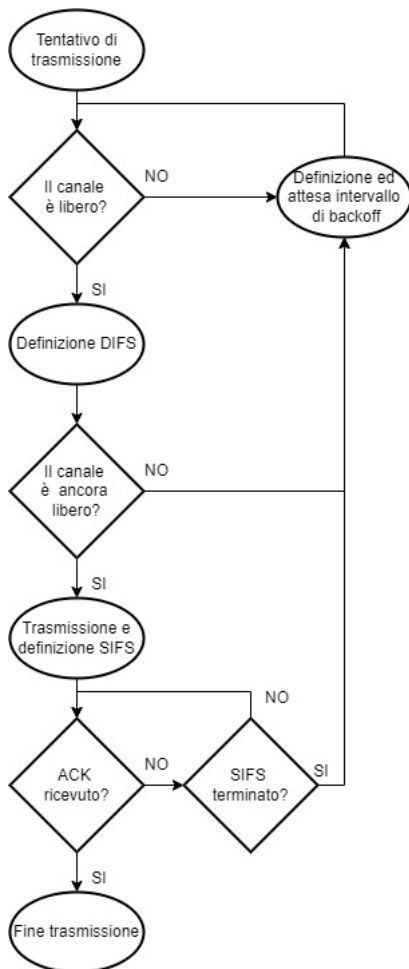 Tentativo di
trasmissione
Il canale
è libero?
NO
Definizione ed
attesa intervallo
di backoff
SI
Definizione DIFS
Il canale
è ancora
libero?
NO
SI
Trasmissione e
definizione SIFS
NO
ACK
ricevuto?
NO
SIFS
terminato?
SI
SI
Fine trasmissione